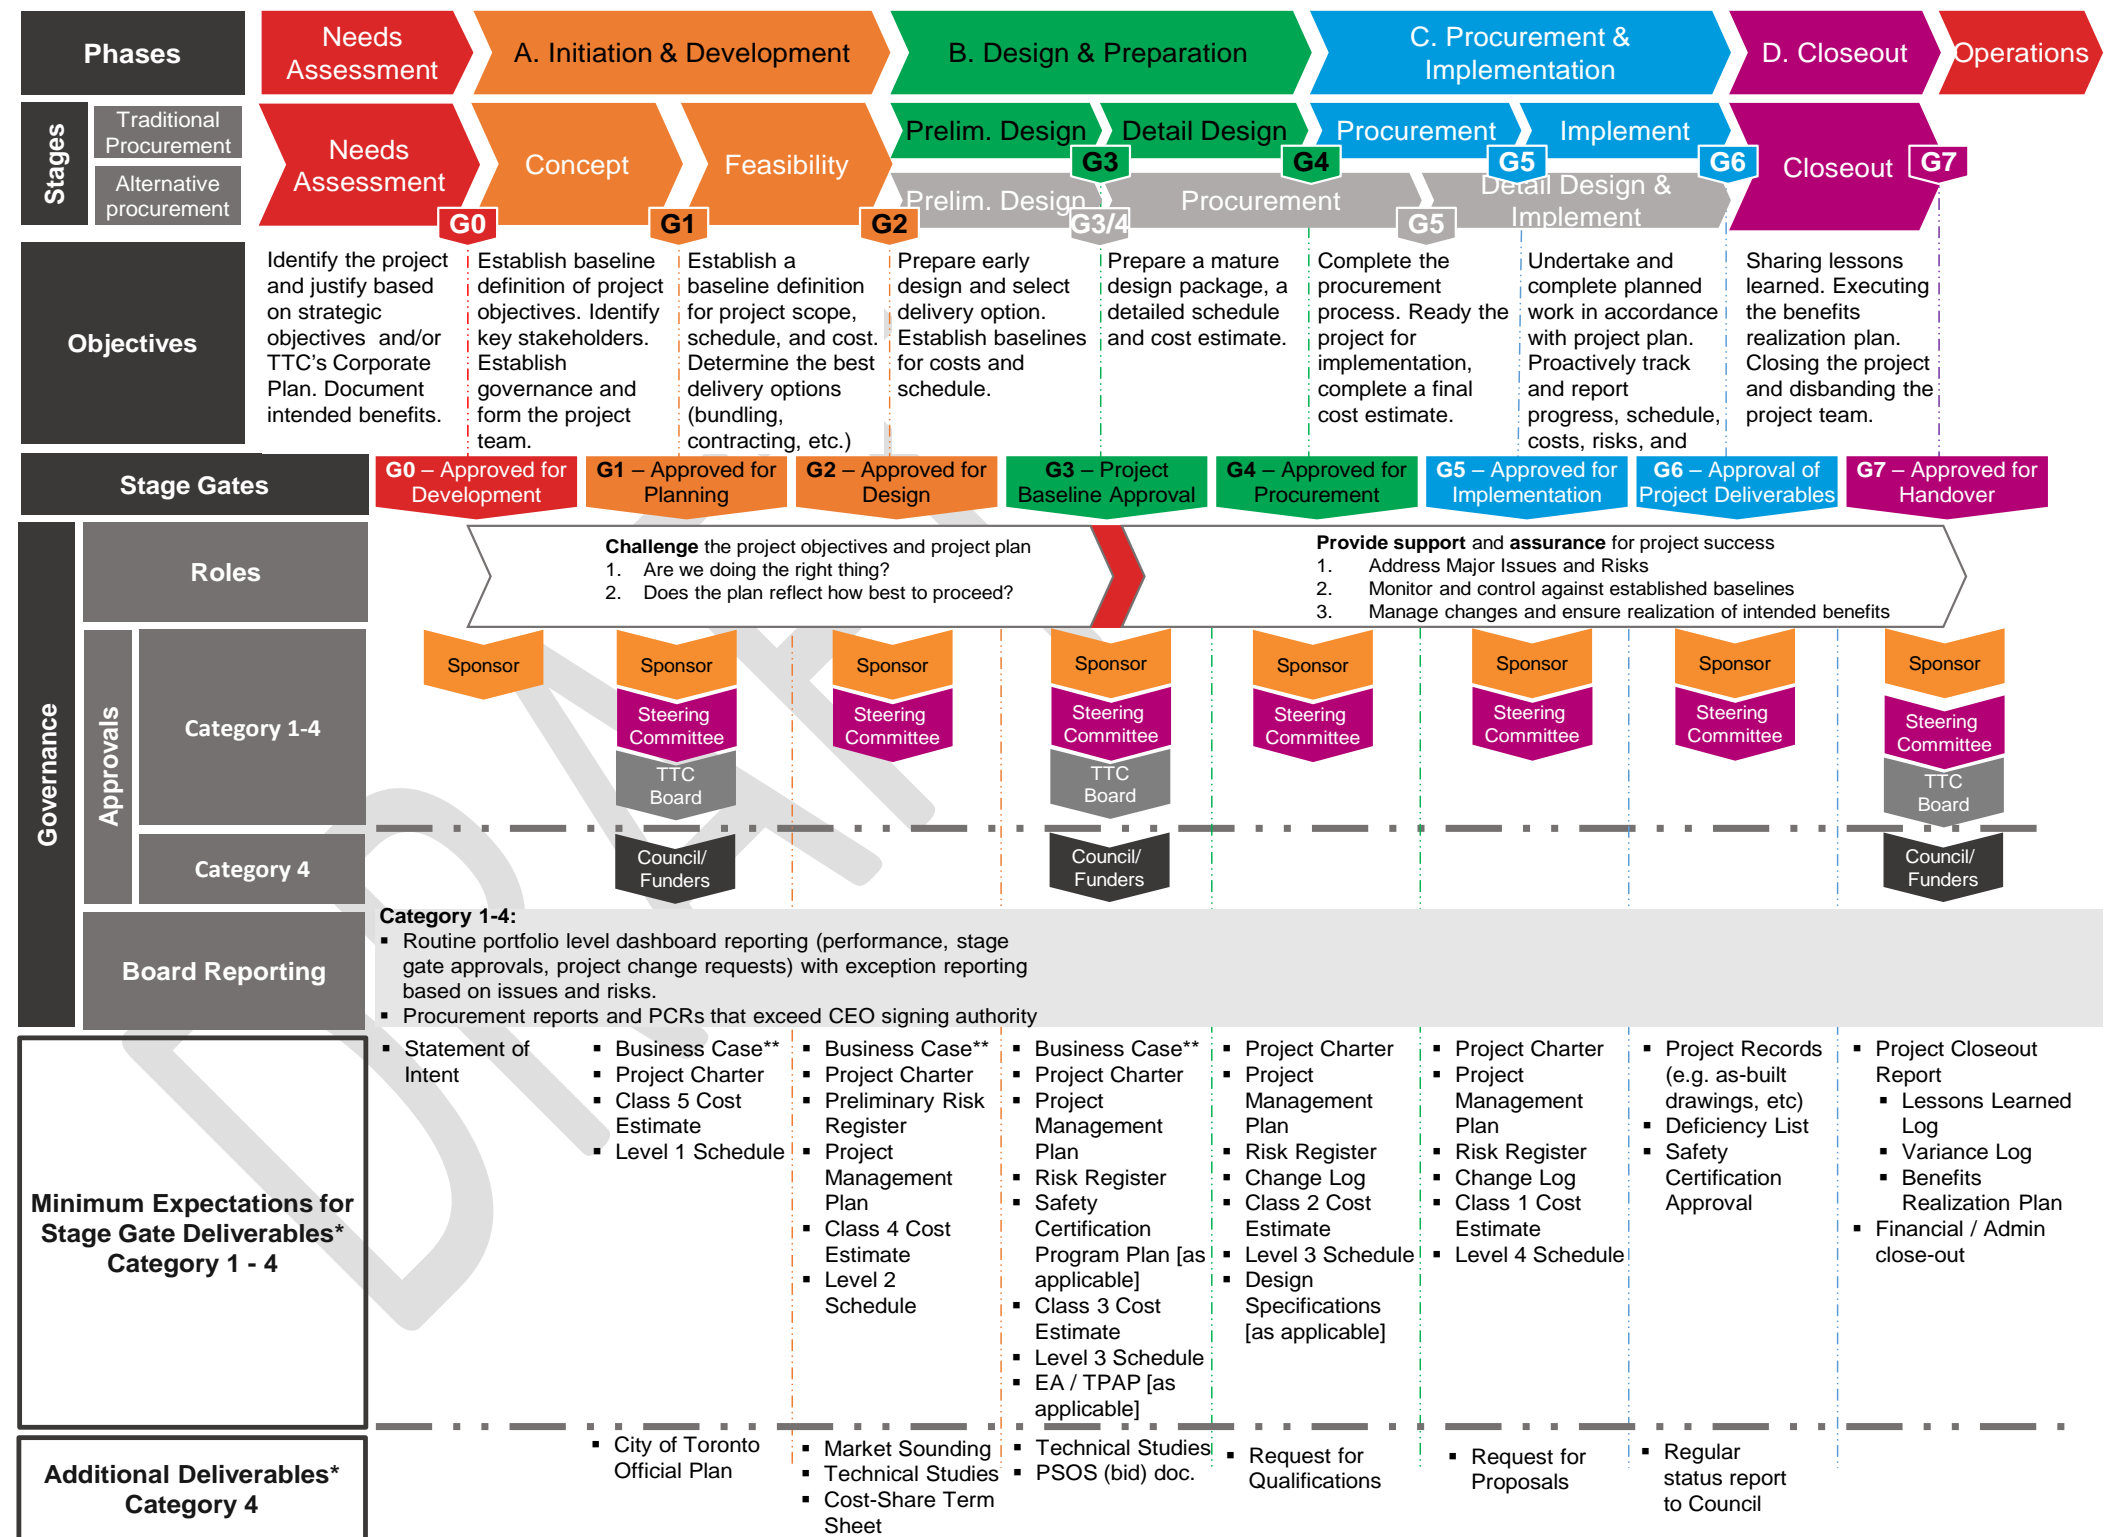 Phases
Needs
Assessment
A. Initiation & Development
B. Design & Preparation
C. Procurement &
Implementation
D. Closeout
Operations
Stages
Traditional
Procurement
Alternative
procurement
Needs
Assessment
Concept
Feasibility
Prelim. Design
Detail Design
Procurement
Implement
Closeout
G3
G4
G5
G6
G7
Prelim. Design
Procurement
Detail Design &
Implement
G0
G1
G2
G3/4
G5
Objectives
Identify the project
and justify based
on strategic
objectives and/or
TTC's Corporate
Plan. Document
intended benefits.
Establish baseline
definition of project
objectives. Identify
key stakeholders.
Establish
governance and
form the project
team.
Establish a
baseline definition
for project scope,
schedule, and cost.
Determine the best
delivery options
(bundling,
contracting, etc.)
Prepare early
design and select
delivery option.
Establish baselines
for costs and
schedule.
Prepare a mature
design package, a
detailed schedule
and cost estimate.
Complete the
procurement
process. Ready the
project for
implementation,
complete a final
cost estimate.
Undertake and
complete planned
work in accordance
with project plan.
Proactively track
and report
progress, schedule,
costs, risks, and
Sharing lessons
learned. Executing
the benefits
realization plan.
Closing the project
and disbanding the
project team.
Stage Gates
G0 – Approved for
Development
G1 – Approved for
Planning
G2 – Approved for
Design
G3 – Project
Baseline Approval
G4 – Approved for
Procurement
G5 – Approved for
Implementation
G6 – Approval of
Project Deliverables
G7 – Approved for
Handover
Governance
Roles
Challenge the project objectives and project plan
1. Are we doing the right thing?
2. Does the plan reflect how best to proceed?
Provide support and assurance for project success
1. Address Major Issues and Risks
2. Monitor and control against established baselines
3. Manage changes and ensure realization of intended benefits
Approvals
Category 1-4
Sponsor
Sponsor
Steering
Committee
TTC
Board
Sponsor
Steering
Committee
Sponsor
Steering
Committee
TTC
Board
Sponsor
Steering
Committee
Sponsor
Steering
Committee
Sponsor
Steering
Committee
Sponsor
Steering
Committee
TTC
Board
Category 4
Council/
Funders
Council/
Funders
Council/
Funders
Board Reporting
Category 1-4:
▪ Routine portfolio level dashboard reporting (performance, stage
gate approvals, project change requests) with exception reporting
based on issues and risks.
▪ Procurement reports and PCRs that exceed CEO signing authority
Minimum Expectations for
Stage Gate Deliverables*
Category 1 - 4
▪ Statement of
Intent
▪ Business Case**
▪ Project Charter
▪ Class 5 Cost
Estimate
▪ Level 1 Schedule
▪ Business Case**
▪ Project Charter
▪ Preliminary Risk
Register
▪ Project
Management
Plan
▪ Class 4 Cost
Estimate
▪ Level 2
Schedule
▪ Business Case**
▪ Project Charter
▪ Project
Management
Plan
▪ Risk Register
▪ Safety
Certification
Program Plan [as
applicable]
▪ Class 3 Cost
Estimate
▪ Level 3 Schedule
▪ EA / TPAP [as
applicable]
▪ Project Charter
▪ Project
Management
Plan
▪ Risk Register
▪ Change Log
▪ Class 2 Cost
Estimate
▪ Level 3 Schedule
▪ Design
Specifications
[as applicable]
▪ Project Charter
▪ Project
Management
Plan
▪ Risk Register
▪ Change Log
▪ Class 1 Cost
Estimate
▪ Level 4 Schedule
▪ Project Records
(e.g. as-built
drawings, etc)
▪ Deficiency List
▪ Safety
Certification
Approval
▪ Project Closeout
Report
▪ Lessons Learned
Log
▪ Variance Log
▪ Benefits
Realization Plan
▪ Financial / Admin
close-out
Additional Deliverables*
Category 4
▪ City of Toronto
Official Plan
▪ Market Sounding
▪ Technical Studies
▪ Cost-Share Term
Sheet
▪ Technical Studies
▪ PSOS (bid) doc.
▪ Request for
Qualifications
▪ Request for
Proposals
▪ Regular
status report
to Council
DRAFT